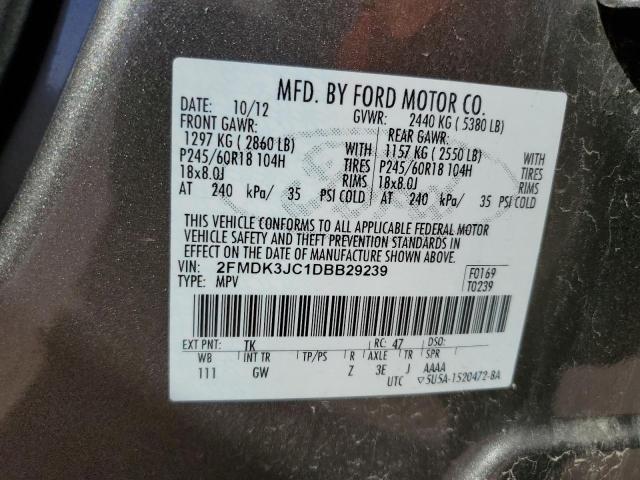 MFD. BY FORD MOTOR CO.
DATE: 10/12 GVWR: 2440 KG ( 5380 LB)
FRONT GAWR: REAR GAWR:
1297 KG ( 2860 LB) WITH 1157 KG ( 2550 LB) WITH
P245/60R18 104H TIRES P245/60R18 104H TIRES
18x8.0J RIMS 18x8.0J RIMS
AT 240 kPa/ 35 PSI COLD AT 240 kPa/ 35 PSI COLD
THIS VEHICLE CONFORMS TO ALL APPLICABLE FEDERAL MOTOR
VEHICLE SAFETY AND THEFT PREVENTION STANDARDS IN
EFFECT ON THE DATE OF MANUFACTURE SHOWN ABOVE.
VIN: 2FMDK3JC1DBB29239 F0169
TYPE: MPV T0239
EXT PNT: TK RC: 47 DSO:
WB INT TR TP/PS R AXLE TR SPR
111 GW Z 3E J AAAA
UTC ▽5U5A-1520472-BA